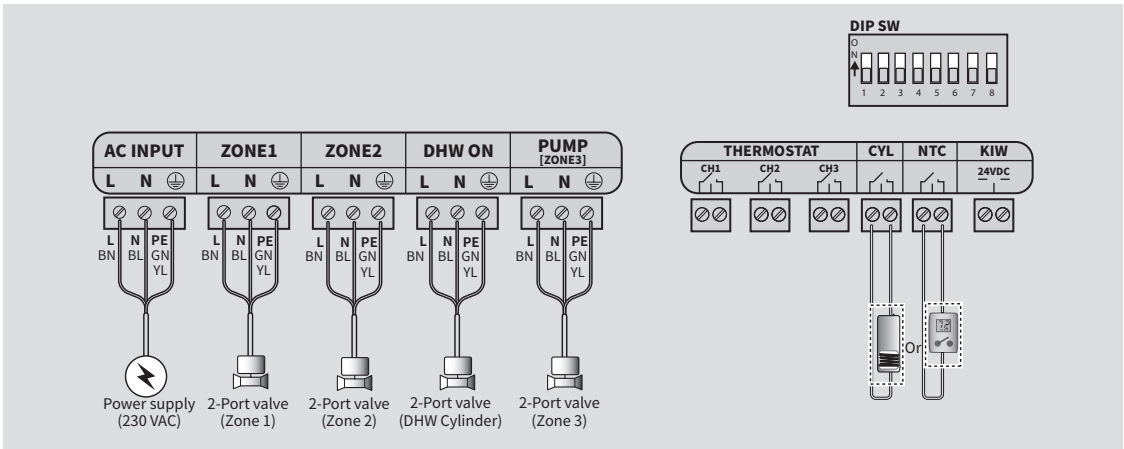 DIP SW
O
N
1 2 3 4 5 6 7 8
AC INPUT ZONE1 ZONE2 DHW ON PUMP
[ZONE3]
L N L N L N L N L N
L N PE L N PE L N PE L N PE L N PE
BN BL GN BN BL GN BN BL GN BN BL GN BN BL GN
YL YL YL YL YL
Power supply
(230 VAC)
2-Port valve
(Zone 1)
2-Port valve
(Zone 2)
2-Port valve
(DHW Cylinder)
2-Port valve
(Zone 3)
THERMOSTAT CYL NTC KIW
CH1 CH2 CH3 24VDC
Or